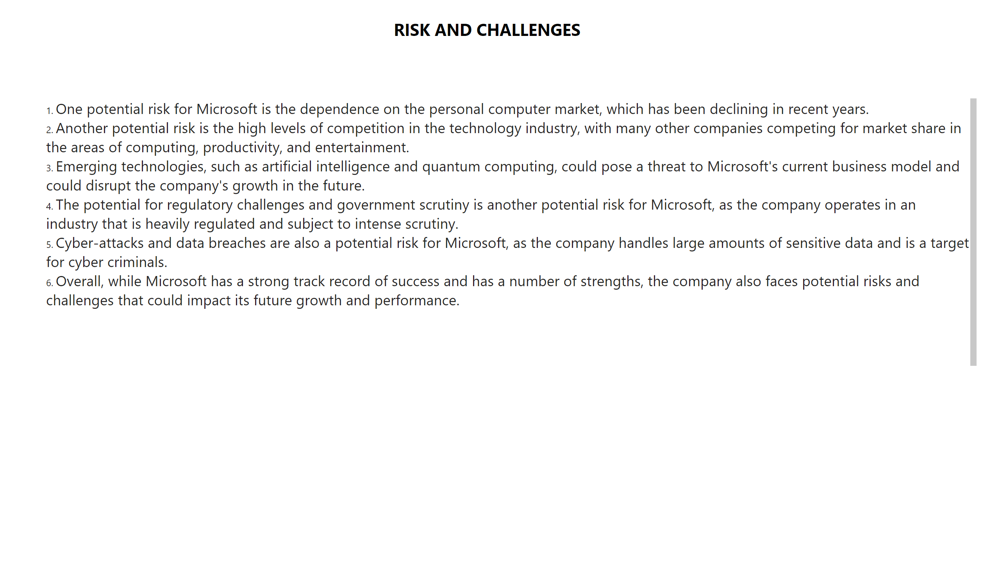 RISK AND CHALLENGES
1. One potential risk for Microsoft is the dependence on the personal computer market, which has been declining in recent years.
2. Another potential risk is the high levels of competition in the technology industry, with many other companies competing for market share in
the areas of computing, productivity, and entertainment.
3. Emerging technologies, such as artificial intelligence and quantum computing, could pose a threat to Microsoft's current business model and
could disrupt the company's growth in the future.
4. The potential for regulatory challenges and government scrutiny is another potential risk for Microsoft, as the company operates in an
industry that is heavily regulated and subject to intense scrutiny.
5. Cyber-attacks and data breaches are also a potential risk for Microsoft, as the company handles large amounts of sensitive data and is a target
for cyber criminals.
6. Overall, while Microsoft has a strong track record of success and has a number of strengths, the company also faces potential risks and
challenges that could impact its future growth and performance.